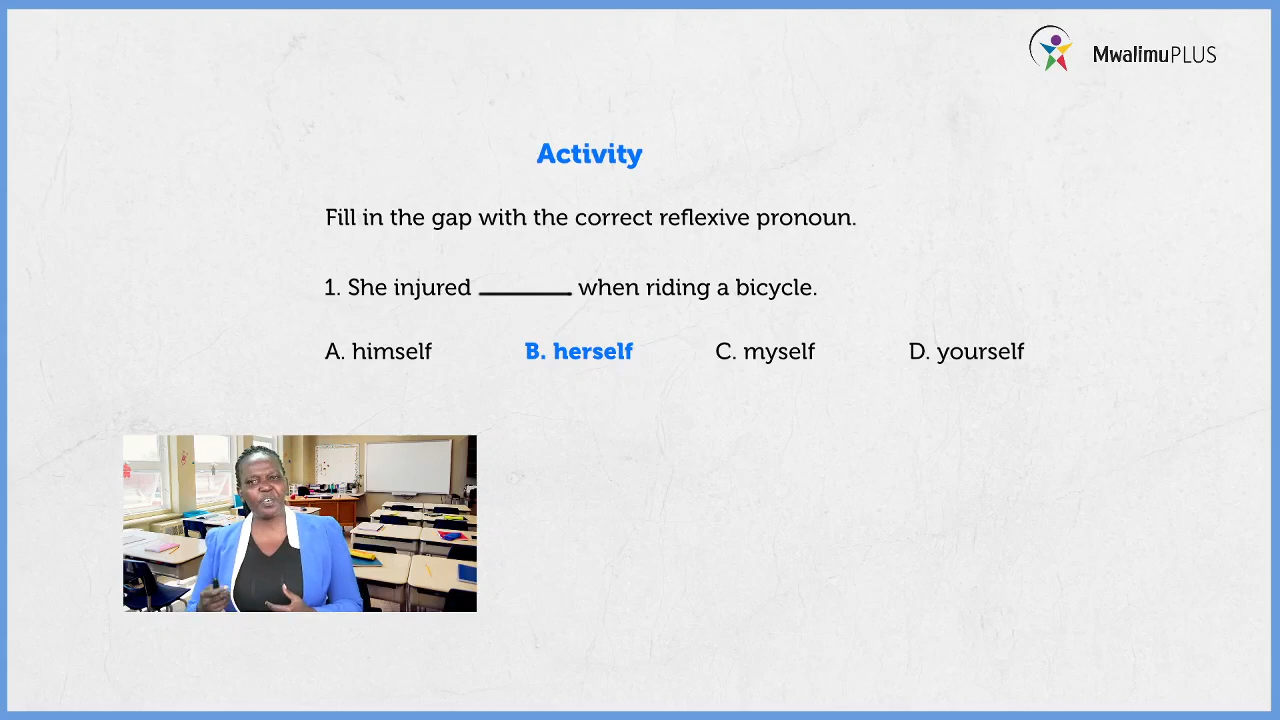 MwalimuPLUS
Activity
Fill in the gap with the correct reflexive pronoun.
1. She injured ________ when riding a bicycle.
A. himself B. herself C. myself D. yourself